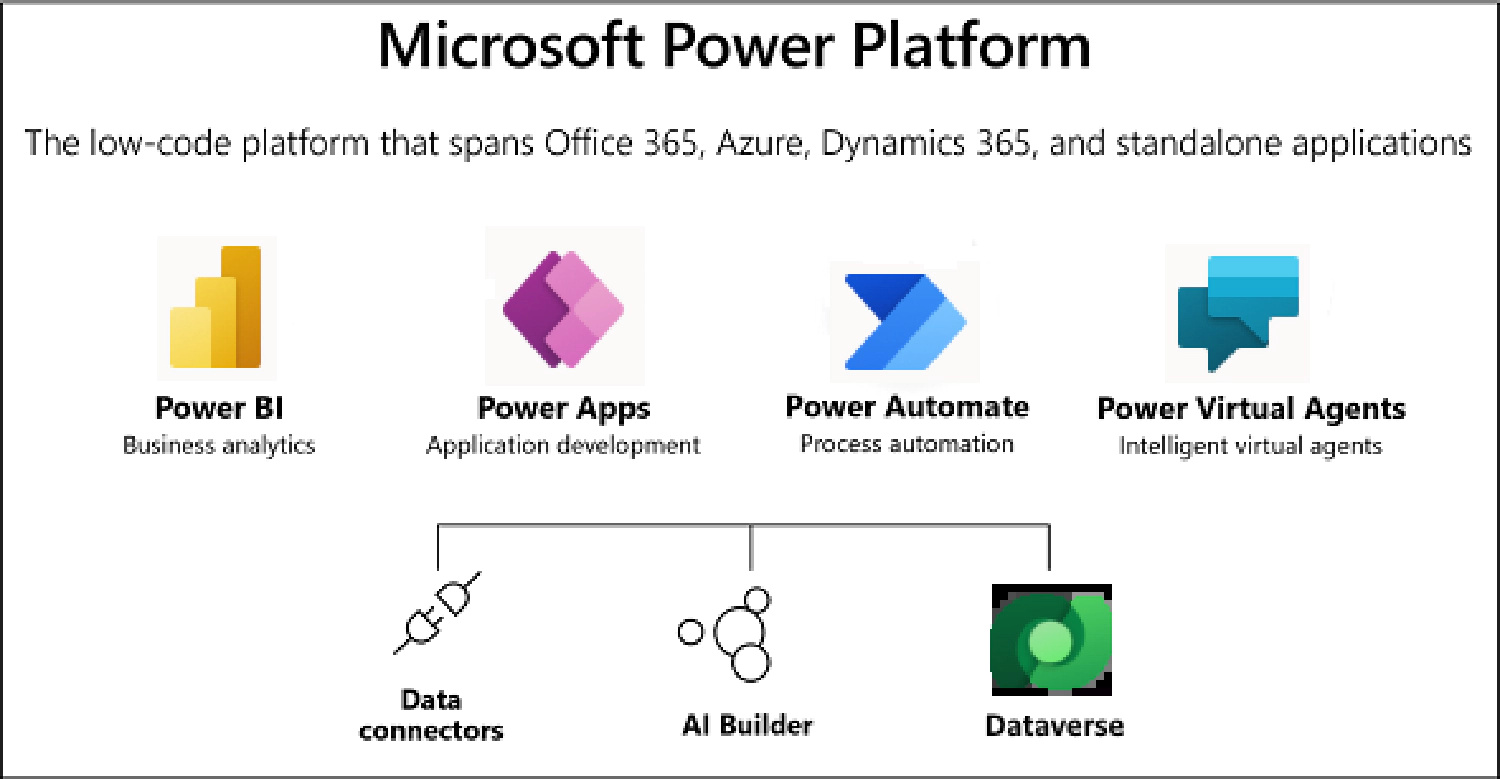 Microsoft Power Platform
The low-code platform that spans Office 365, Azure, Dynamics 365, and standalone applications
Power BI
Business analytics
Power Apps
Application development
Power Automate
Process automation
Power Virtual Agents
Intelligent virtual agents
Data
connectors
AI Builder
Dataverse